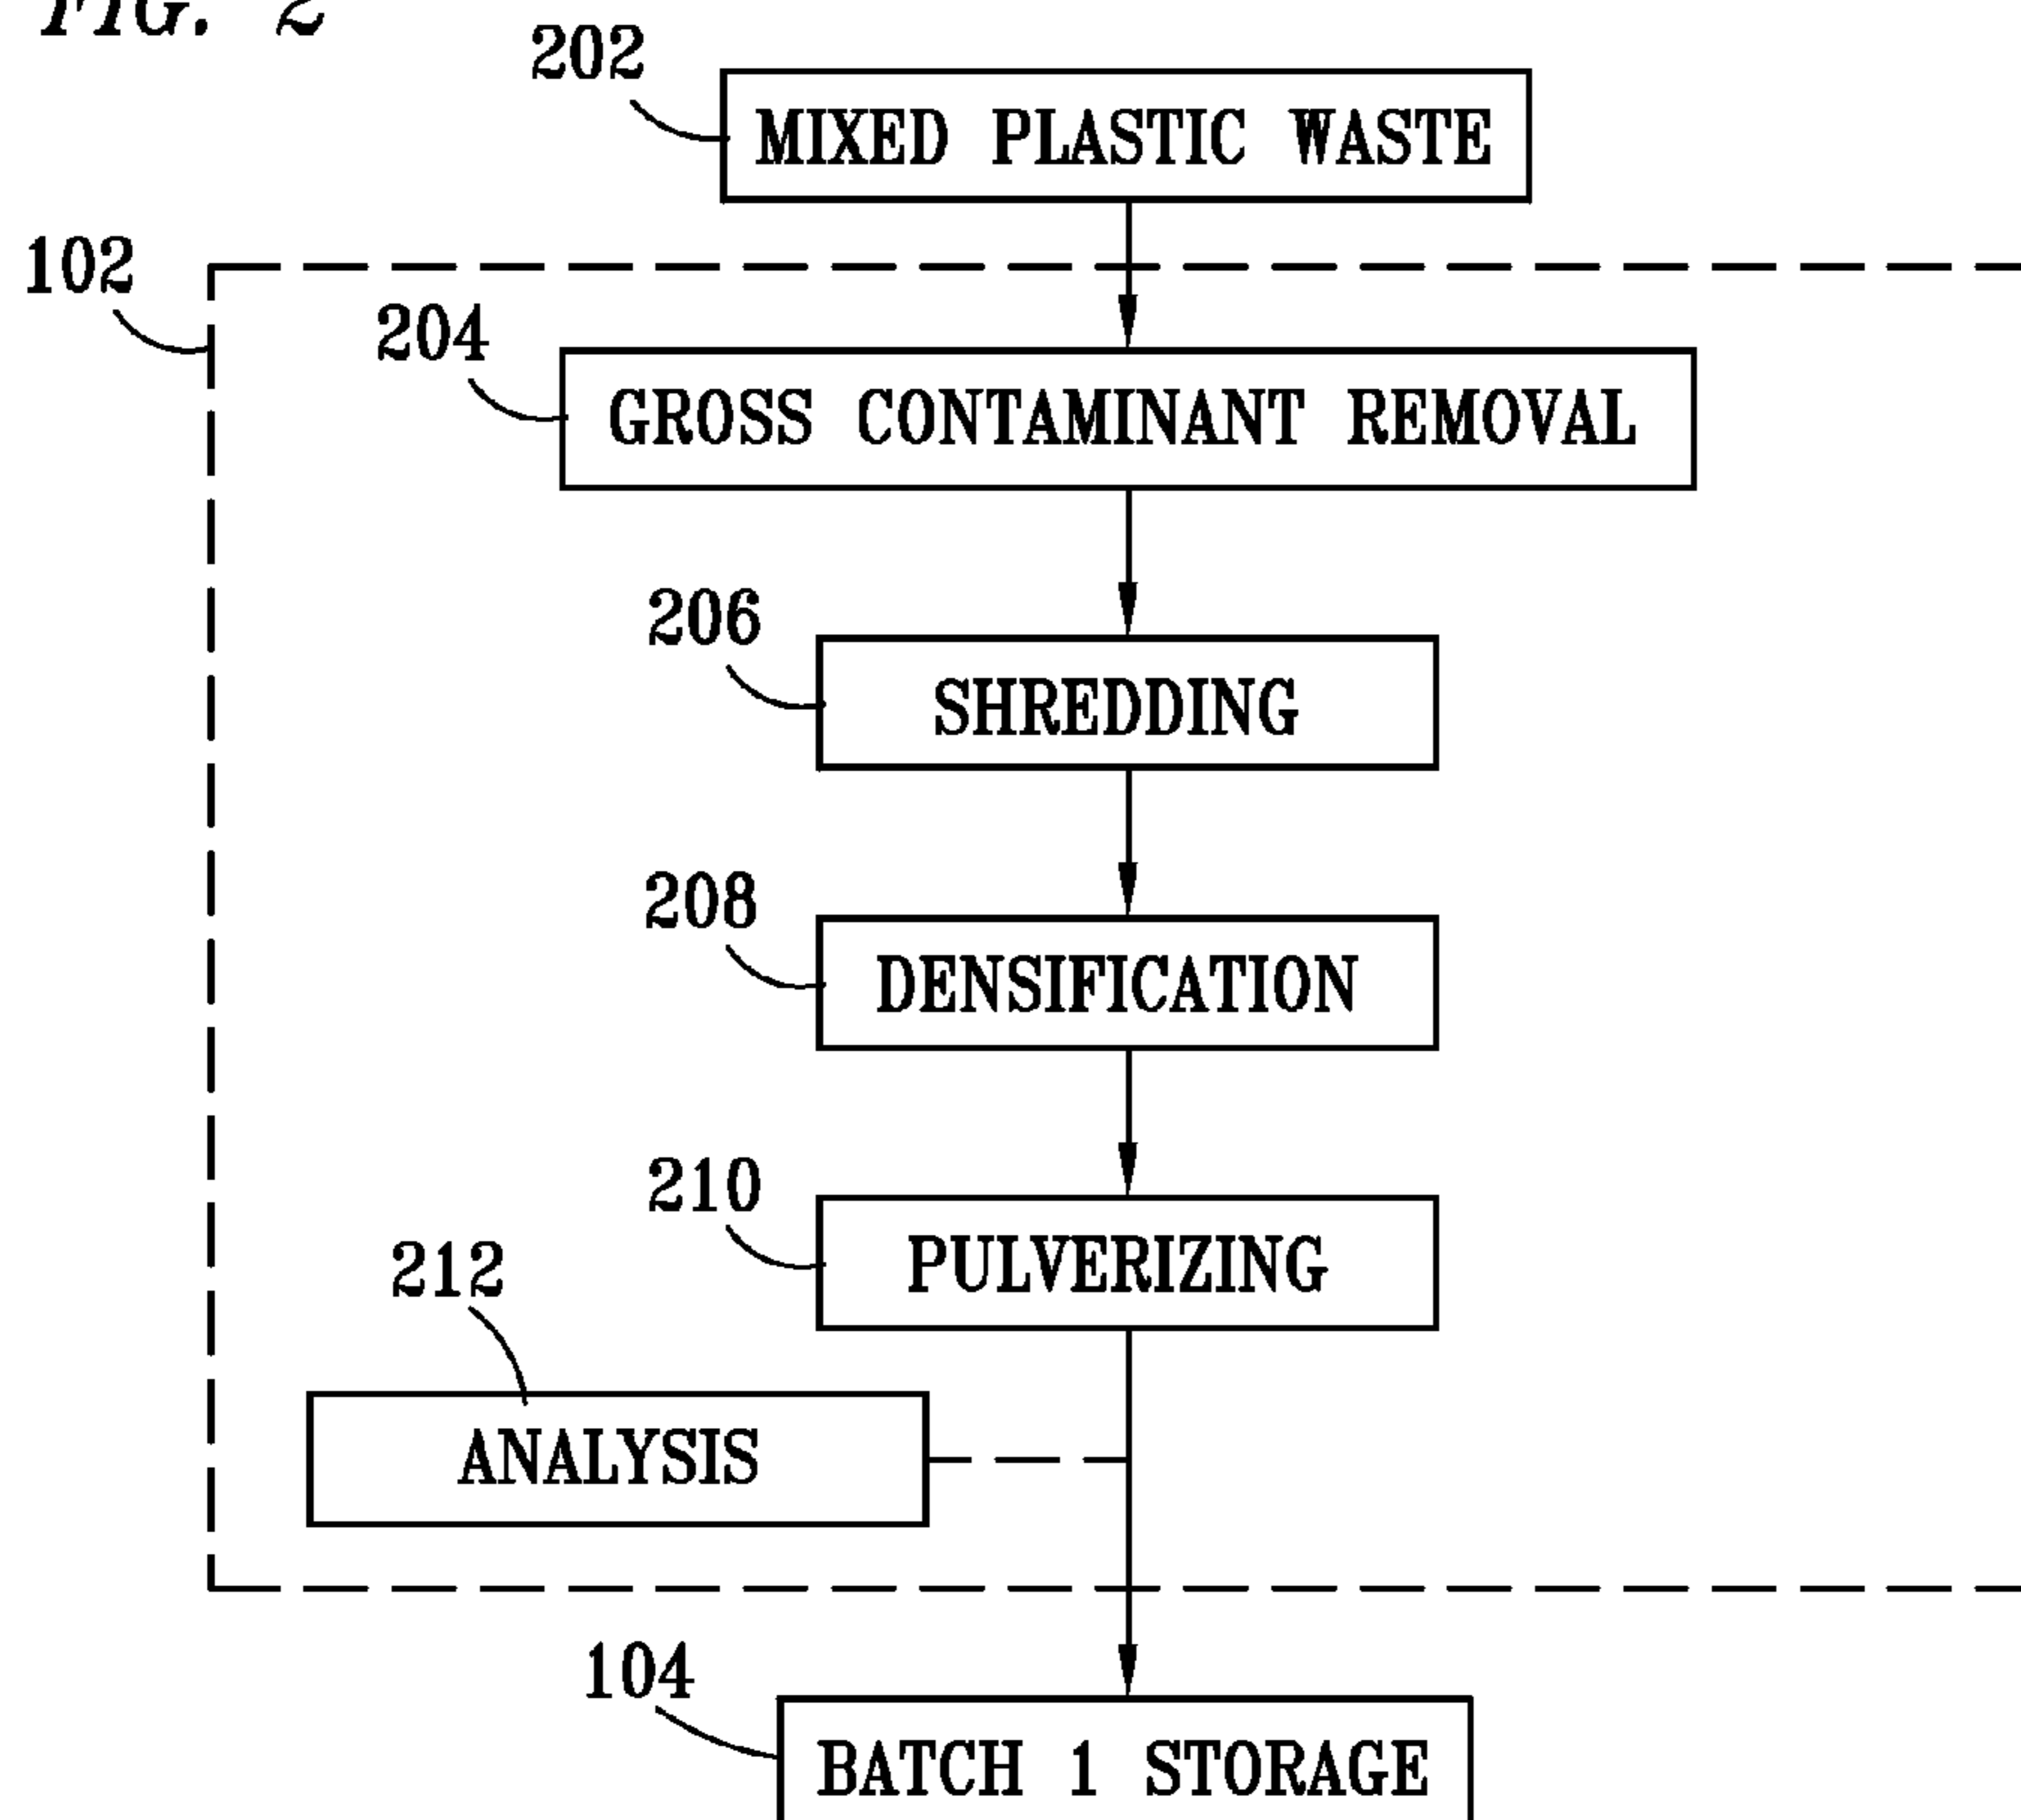 FIG. 2
202
MIXED PLASTIC WASTE
102
204
GROSS CONTAMINANT REMOVAL
206
SHREDDING
208
DENSIFICATION
210
PULVERIZING
212
ANALYSIS
104
BATCH 1 STORAGE